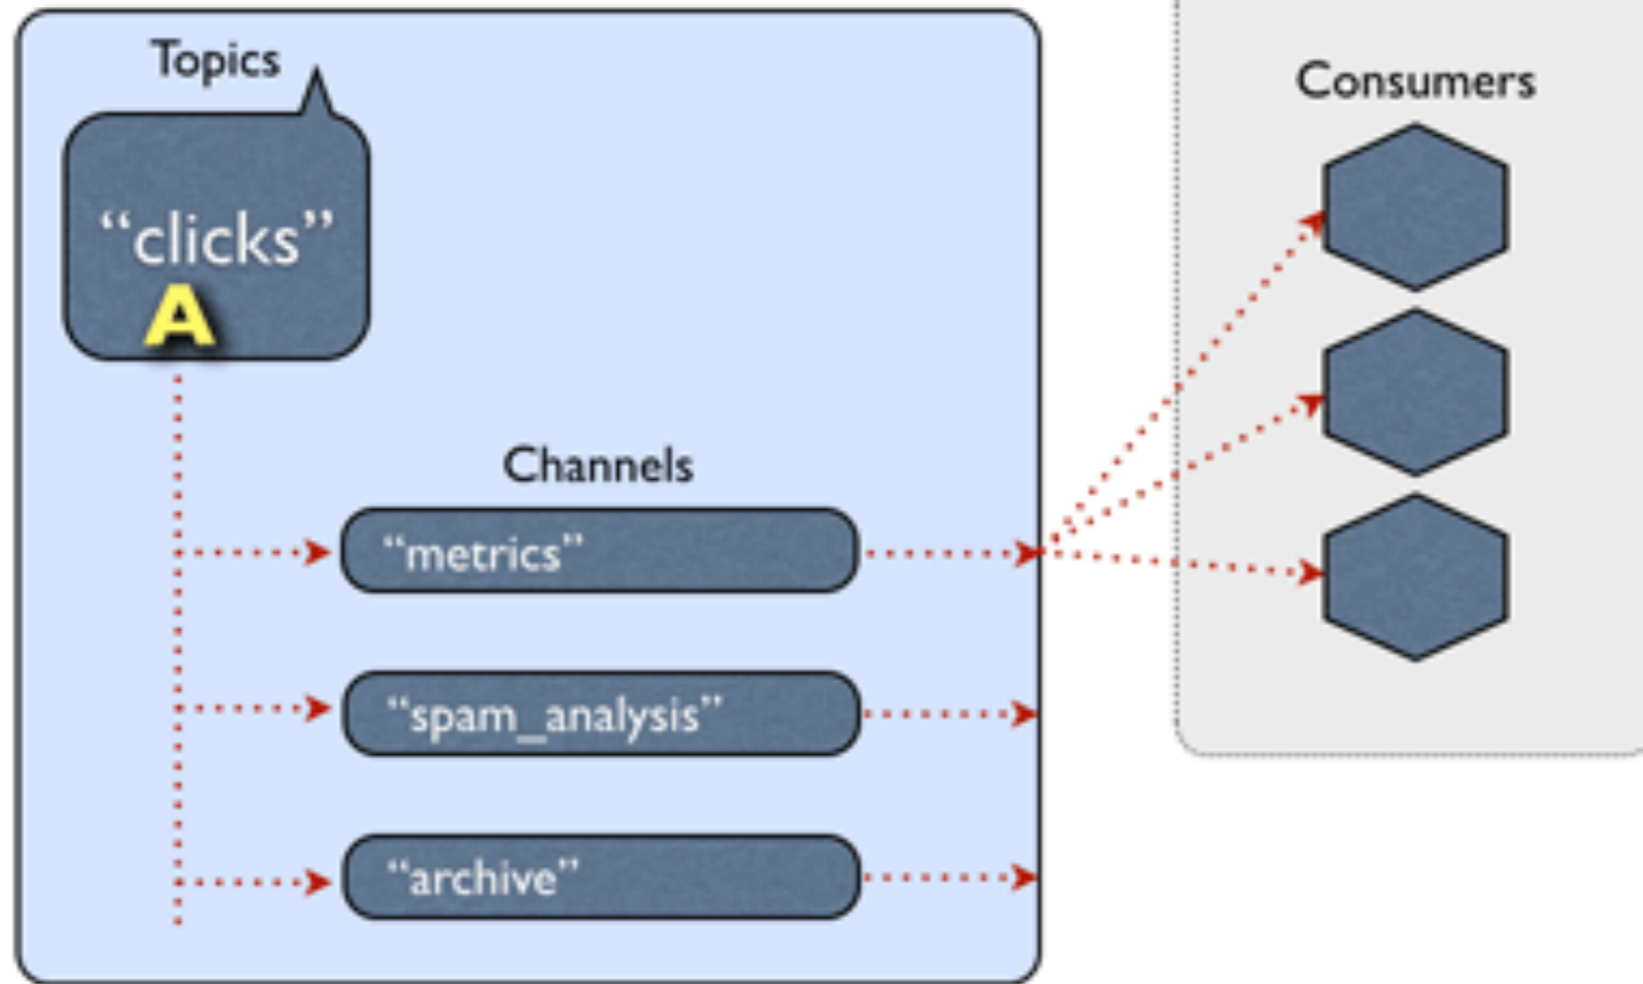 Topics
“clicks”
A
Channels
“metrics”
“spam_analysis”
“archive”
Consumers